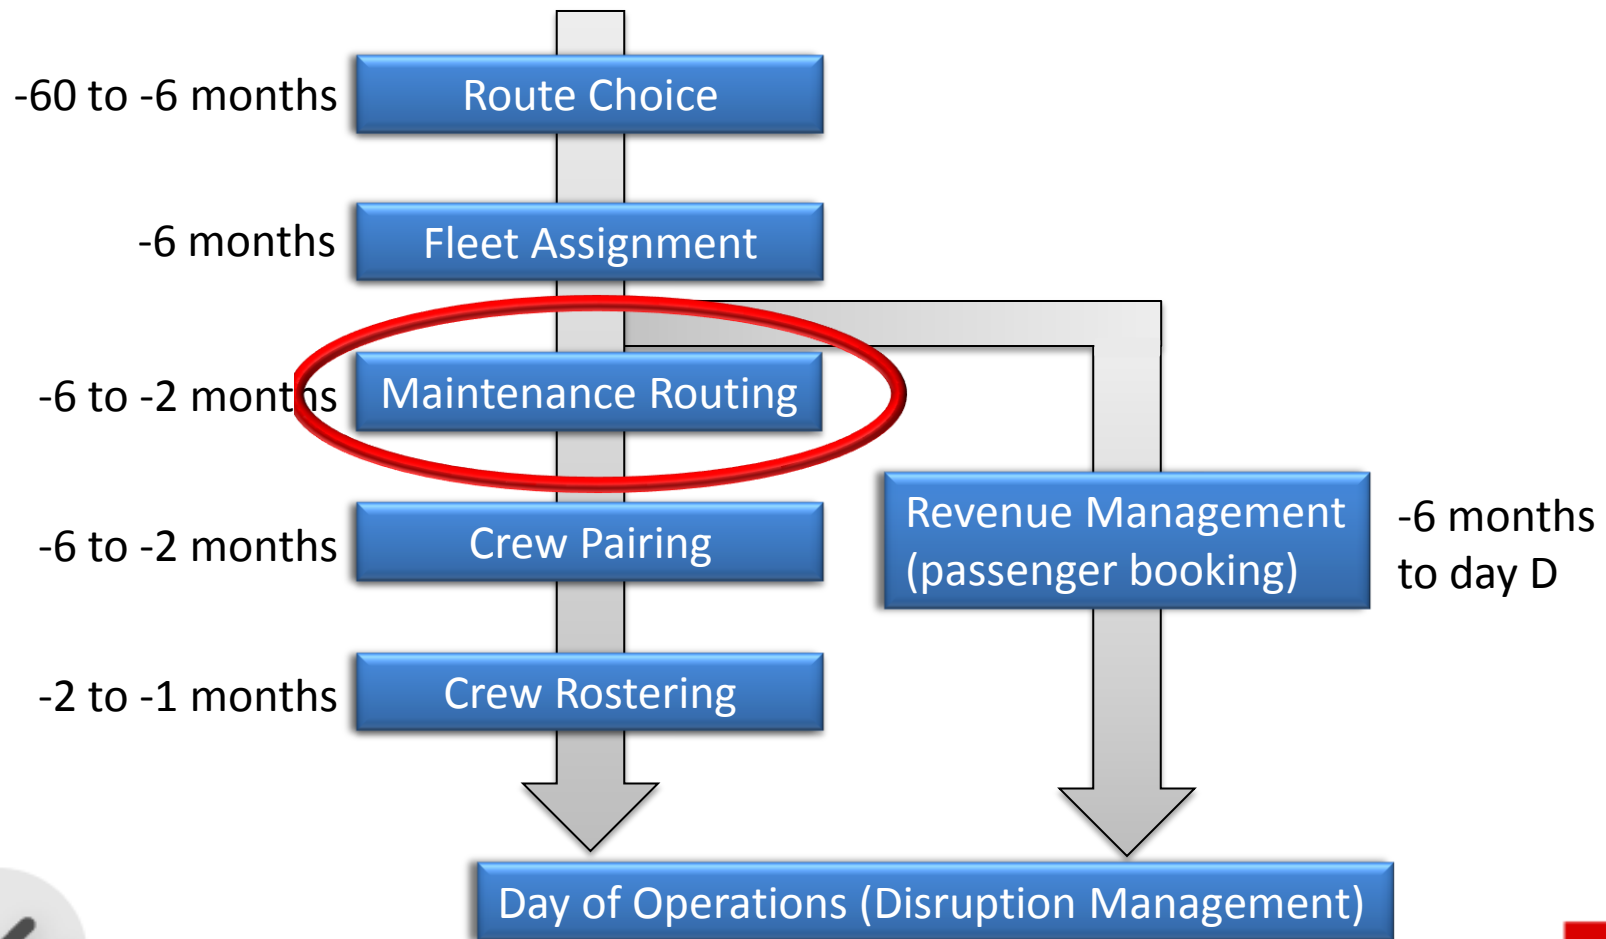 -60 to -6 months
Route Choice
-6 months
Fleet Assignment
-6 to -2 months
Maintenance Routing
-6 to -2 months
Crew Pairing
Revenue Management
(passenger booking)
-6 months
to day D
-2 to -1 months
Crew Rostering
Day of Operations (Disruption Management)